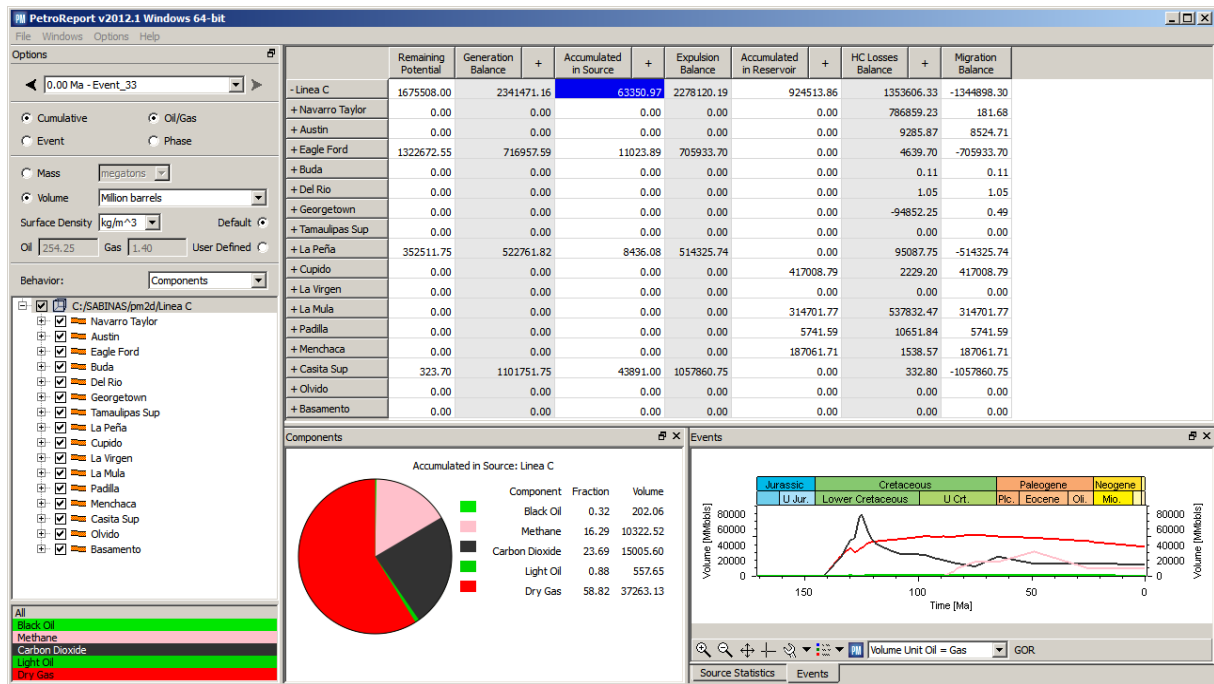 PM PetroReport v2012.1 Windows 64-bit
File Windows Options Help
Options
0.00 Ma - Event_33
Cumulative Oil/Gas
Event Phase
Mass megatons
Volume Million barrels
Surface Density kg/m^3 Default
Oil 254.25 Gas 1.40 User Defined
Behavior: Components
C:/SABINAS/pm2d/Linea C
Navarro Taylor
Austin
Eagle Ford
Buda
Del Rio
Georgetown
Tamaulipas Sup
La Peña
Cupido
La Virgen
La Mula
Padilla
Menchaca
Casita Sup
Olvido
Basamento
All
Black Oil
Methane
Carbon Dioxide
Light Oil
Dry Gas
Remaining Potential Generation Balance + Accumulated in Source + Expulsion Balance Accumulated in Reservoir + HC Losses Balance + Migration Balance
- Linea C 1675508.00 2341471.16 63350.97 2278120.19 924513.86 1353606.33 -1344898.30
+ Navarro Taylor 0.00 0.00 0.00 0.00 0.00 786859.23 181.68
+ Austin 0.00 0.00 0.00 0.00 0.00 9285.87 8524.71
+ Eagle Ford 1322672.55 716957.59 11023.89 705933.70 0.00 4639.70 -705933.70
+ Buda 0.00 0.00 0.00 0.00 0.00 0.11 0.11
+ Del Rio 0.00 0.00 0.00 0.00 0.00 1.05 1.05
+ Georgetown 0.00 0.00 0.00 0.00 0.00 -94852.25 0.49
+ Tamaulipas Sup 0.00 0.00 0.00 0.00 0.00 0.00 0.00
+ La Peña 352511.75 522761.82 8436.08 514325.74 0.00 95087.75 -514325.74
+ Cupido 0.00 0.00 0.00 0.00 417008.79 2229.20 417008.79
+ La Virgen 0.00 0.00 0.00 0.00 0.00 0.00 0.00
+ La Mula 0.00 0.00 0.00 0.00 314701.77 537832.47 314701.77
+ Padilla 0.00 0.00 0.00 0.00 5741.59 10651.84 5741.59
+ Menchaca 0.00 0.00 0.00 0.00 187061.71 1538.57 187061.71
+ Casita Sup 323.70 1101751.75 43891.00 1057860.75 0.00 332.80 -1057860.75
+ Olvido 0.00 0.00 0.00 0.00 0.00 0.00 0.00
+ Basamento 0.00 0.00 0.00 0.00 0.00 0.00 0.00
Components
Accumulated in Source: Linea C
Component Fraction Volume
Black Oil 0.32 202.06
Methane 16.29 10322.52
Carbon Dioxide 23.69 15005.60
Light Oil 0.88 557.65
Dry Gas 58.82 37263.13
Events
Jurassic Cretaceous Paleogene Neogene
U Jur. Lower Cretaceous U Crt. Plc. Eocene Oli. Mio.
Volume [MMbbls]
80000
60000
40000
20000
0
80000
60000
40000
20000
0
Volume [MMbbls]
150 100 50 0
Time [Ma]
PM Volume Unit Oil = Gas GOR
Source Statistics Events